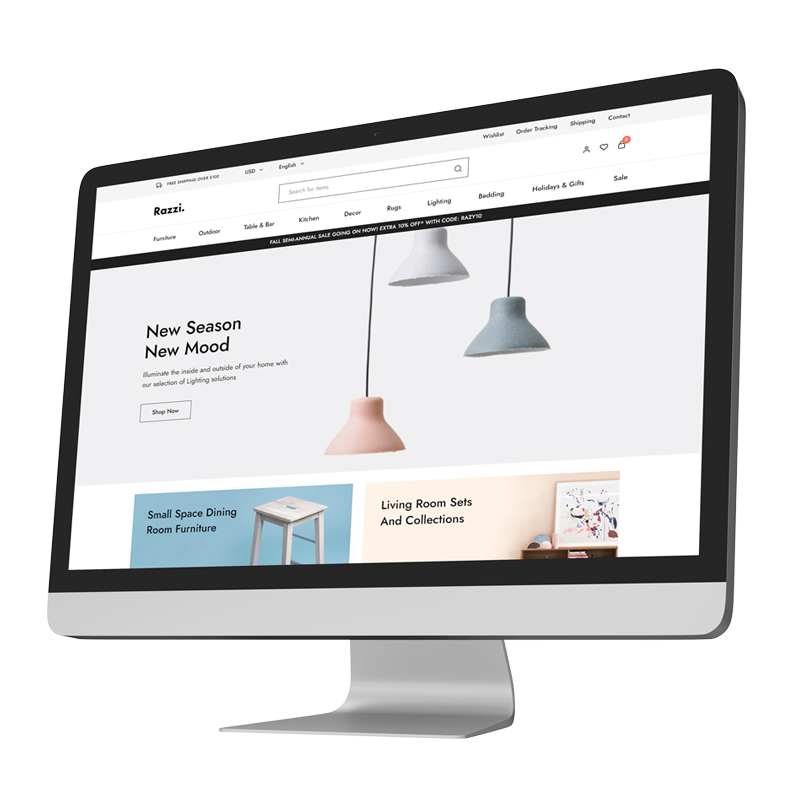 Wishlist Order Tracking Shipping Contact
FREE SHIPPING OVER $100 USD English
Search for items
Razzi.
Furniture Outdoor Table & Bar Kitchen Decor Rugs Lighting Bedding Holidays & Gifts Sale
FALL SEMI-ANNUAL SALE GOING ON NOW! EXTRA 10% OFF* WITH CODE: RAZY10
New Season
New Mood
Illuminate the inside and outside of your home with
our selection of Lighting solutions
Shop Now
Small Space Dining
Room Furniture
Living Room Sets
And Collections